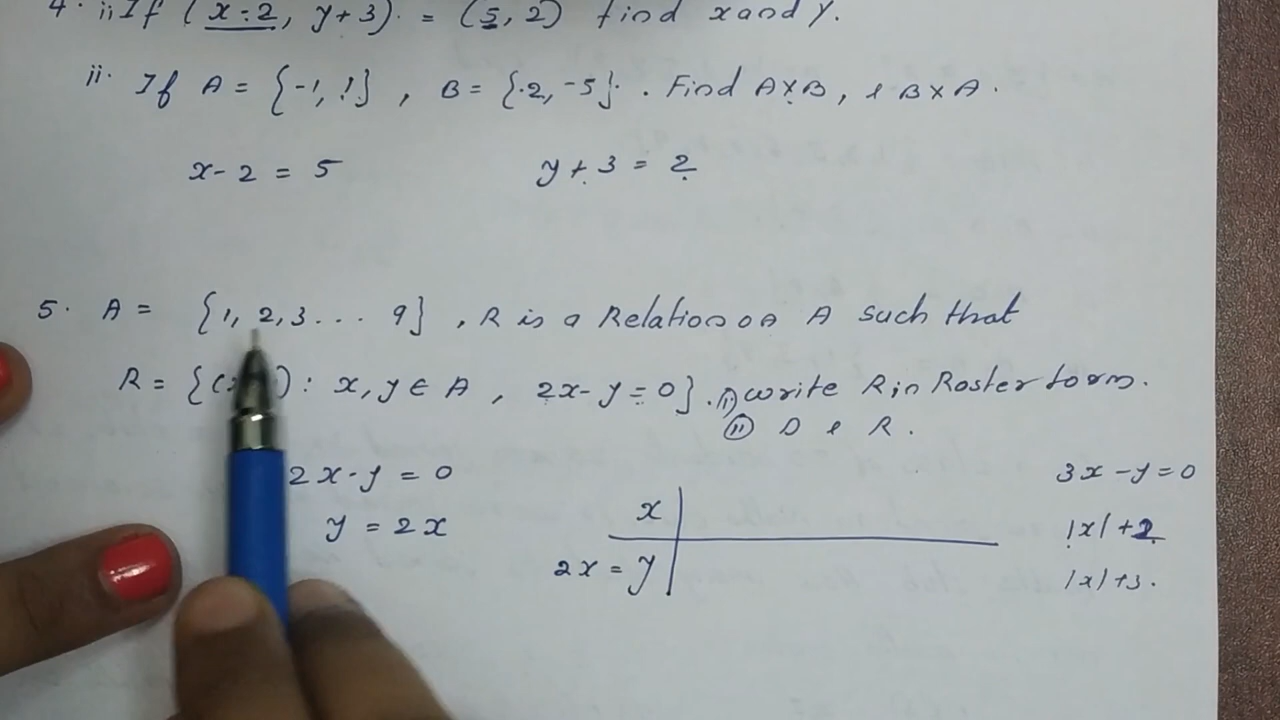 4. i) If (x-2, y+3) = (5, 2) find x and y.
ii. If A = {-1, 1}, B = {2, -5}. Find A×B, & B×A.
x-2 = 5 y+3 = 2
5. A = {1, 2, 3 ... 9}, R is a Relation on A such that
R = {( ) : x, y ∈ A, 2x-y=0}. i) write R in Roster form.
ii) D & R.
2x-y = 0 3x-y=0
y = 2x x |x|+2
2x = y |x|+3.